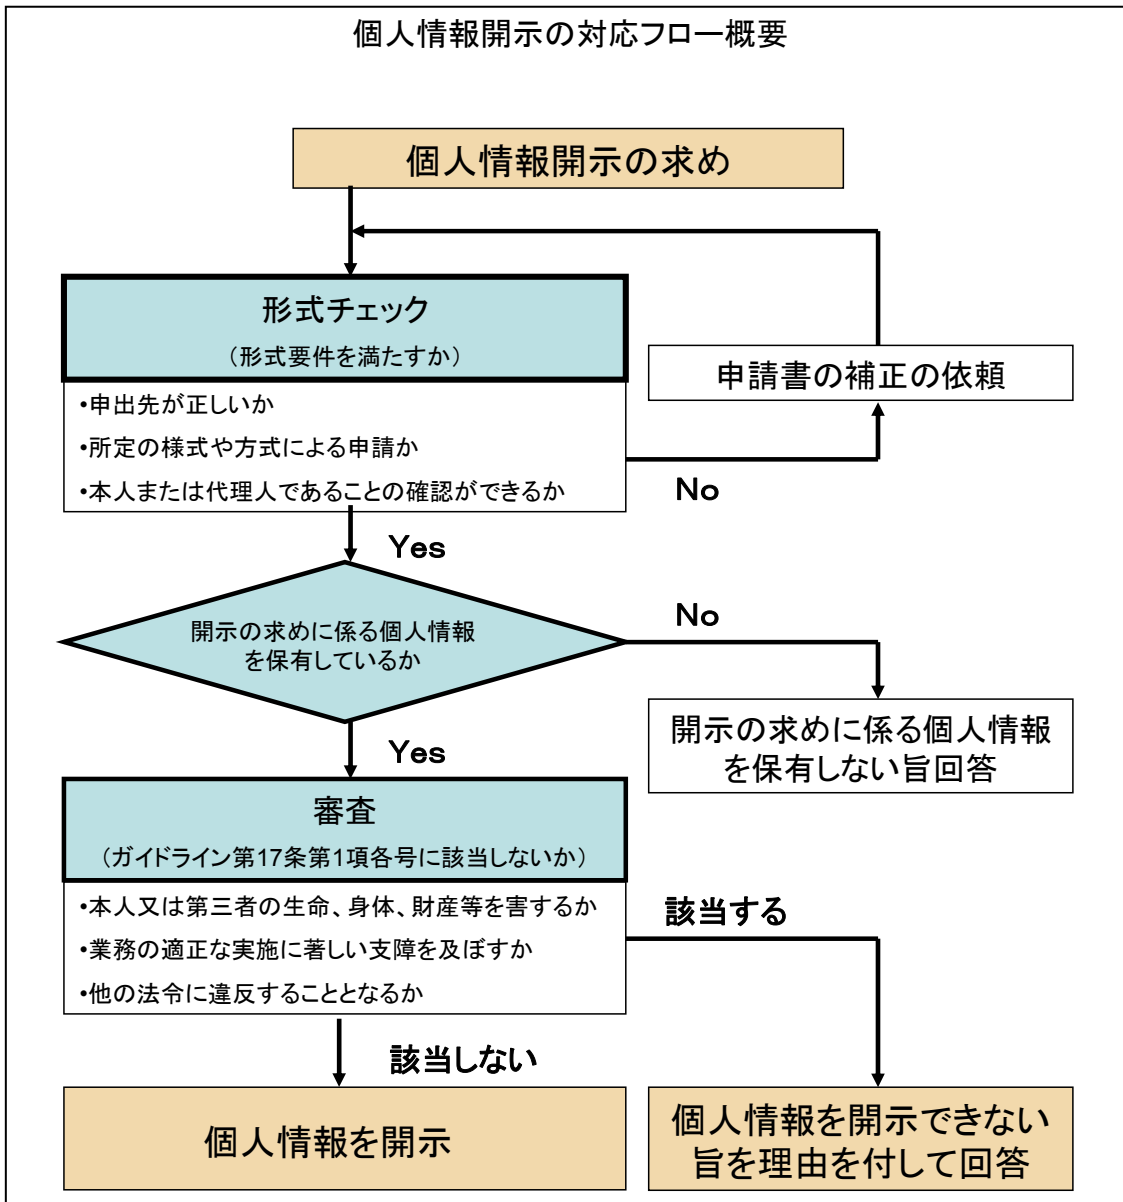 個人情報開示の対応フロー概要
個人情報開示の求め
形式チェック
（形式要件を満たすか）
•申出先が正しいか
•所定の様式や方式による申請か
•本人または代理人であることの確認ができるか
申請書の補正の依頼
No
Yes
開示の求めに係る個人情報
を保有しているか
No
開示の求めに係る個人情報
を保有しない旨回答
Yes
審査
（ガイドライン第17条第1項各号に該当しないか）
•本人又は第三者の生命、身体、財産等を害するか
•業務の適正な実施に著しい支障を及ぼすか
•他の法令に違反することとなるか
該当する
該当しない
個人情報を開示
個人情報を開示できない
旨を理由を付して回答